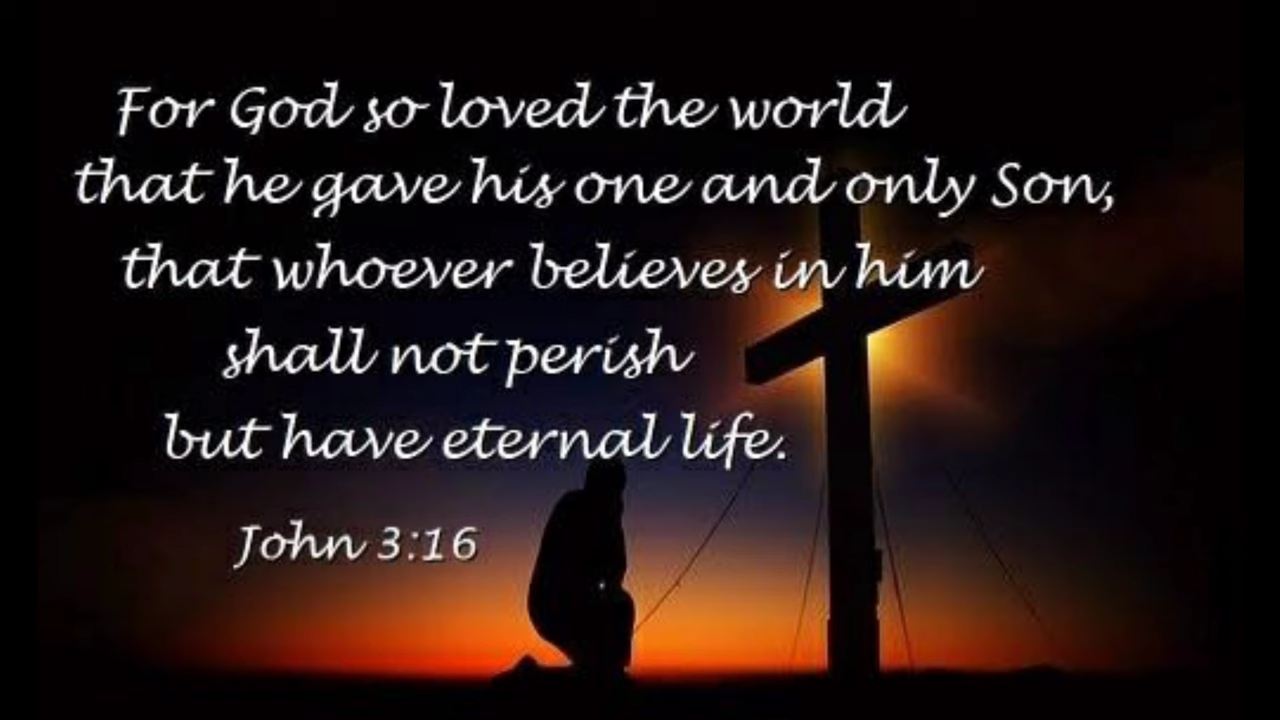 For God so loved the world
that he gave his one and only Son,
that whoever believes in him
shall not perish
but have eternal life.
John 3:16